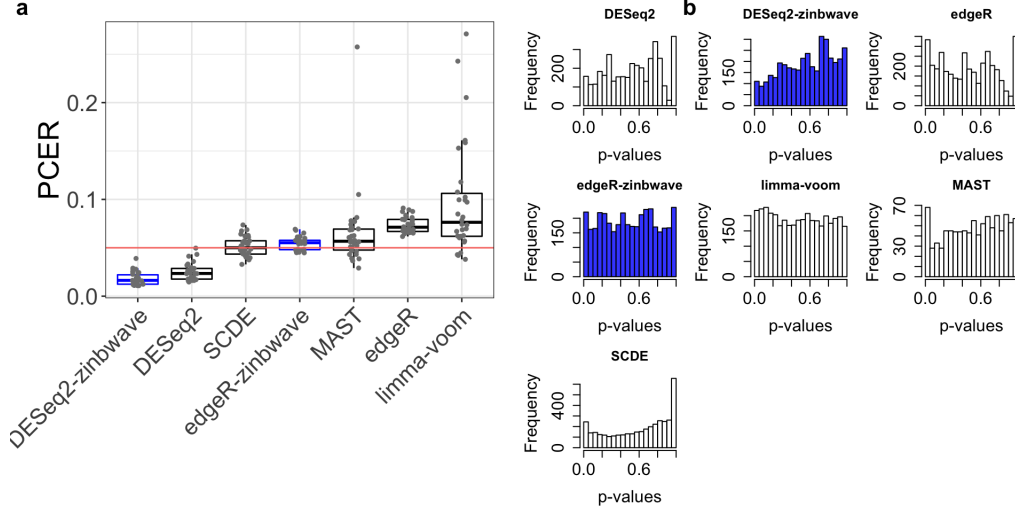 a
PCER
0.2
0.1
0.0
DESeq2-zinbwave
DESeq2
SCDE
edgeR-zinbwave
MAST
edgeR
limma-voom
b
DESeq2
Frequency
200
0
0.0 0.6
p-values
DESeq2-zinbwave
Frequency
150
0
0.0 0.6
p-values
edgeR
Frequency
200
0
0.0 0.6
p-values
edgeR-zinbwave
Frequency
150
0
0.0 0.6
p-values
limma-voom
Frequency
150
0
0.0 0.6
p-values
MAST
Frequency
70
30
0
0.0 0.6
p-values
SCDE
Frequency
400
0
0.0 0.6
p-values